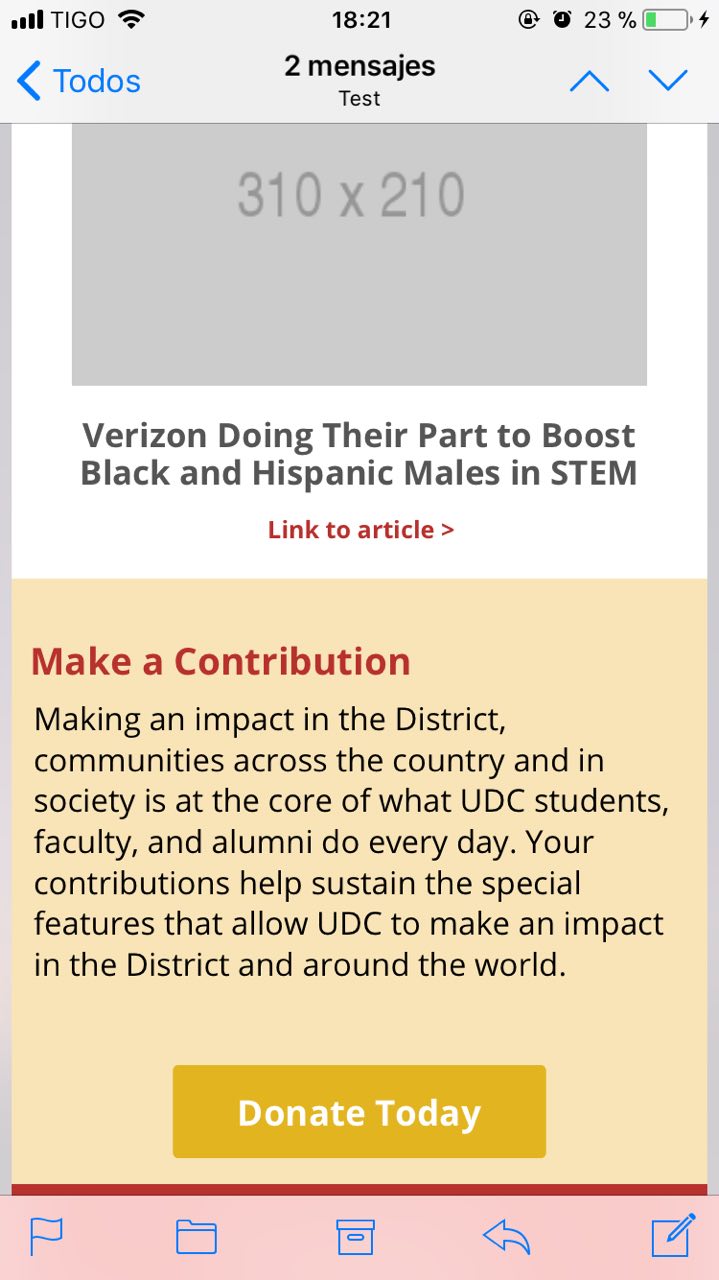 TIGO 18:21 23 %
Todos
2 mensajes
Test
310 x 210
Verizon Doing Their Part to Boost
Black and Hispanic Males in STEM
Link to article >
Make a Contribution
Making an impact in the District,
communities across the country and in
society is at the core of what UDC students,
faculty, and alumni do every day. Your
contributions help sustain the special
features that allow UDC to make an impact
in the District and around the world.
Donate Today